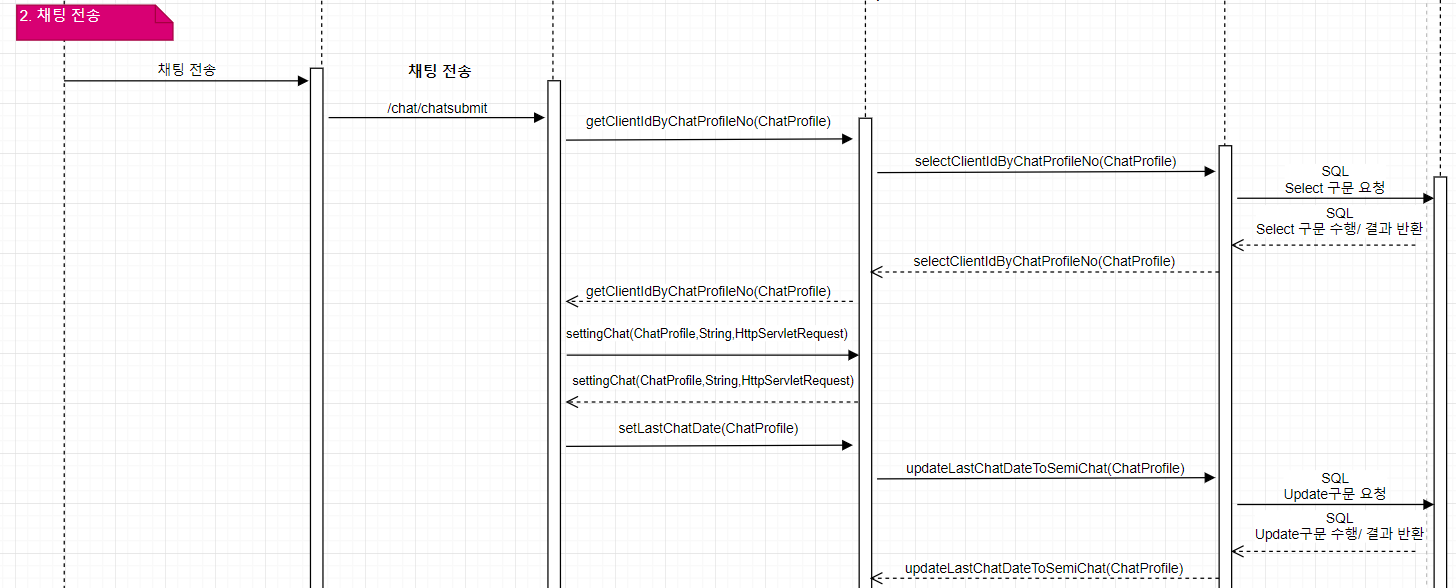 2. 채팅 전송
채팅 전송
채팅 전송
/chat/chatsubmit
getClientIdByChatProfileNo(ChatProfile)
selectClientIdByChatProfileNo(ChatProfile)
SQL
Select 구문 요청
SQL
Select 구문 수행/ 결과 반환
selectClientIdByChatProfileNo(ChatProfile)
getClientIdByChatProfileNo(ChatProfile)
settingChat(ChatProfile,String,HttpServletRequest)
settingChat(ChatProfile,String,HttpServletRequest)
setLastChatDate(ChatProfile)
updateLastChatDateToSemiChat(ChatProfile)
SQL
Update구문 요청
SQL
Update구문 수행/ 결과 반환
updateLastChatDateToSemiChat(ChatProfile)